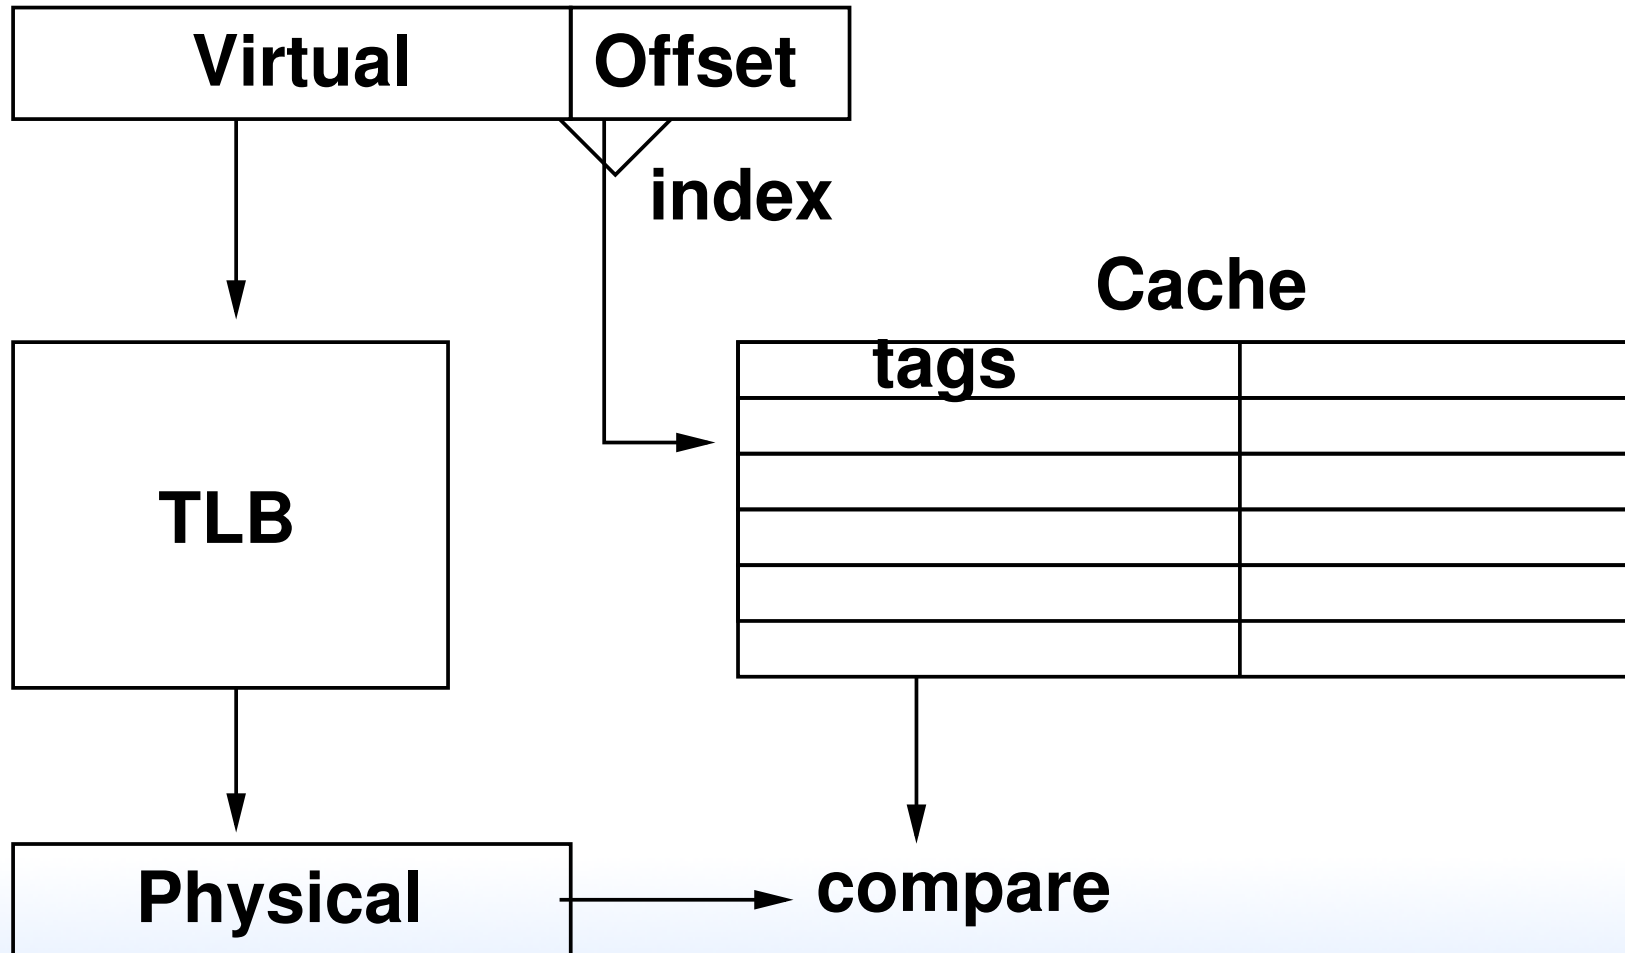 Virtual Offset
index
Cache
tags
TLB
Physical
compare